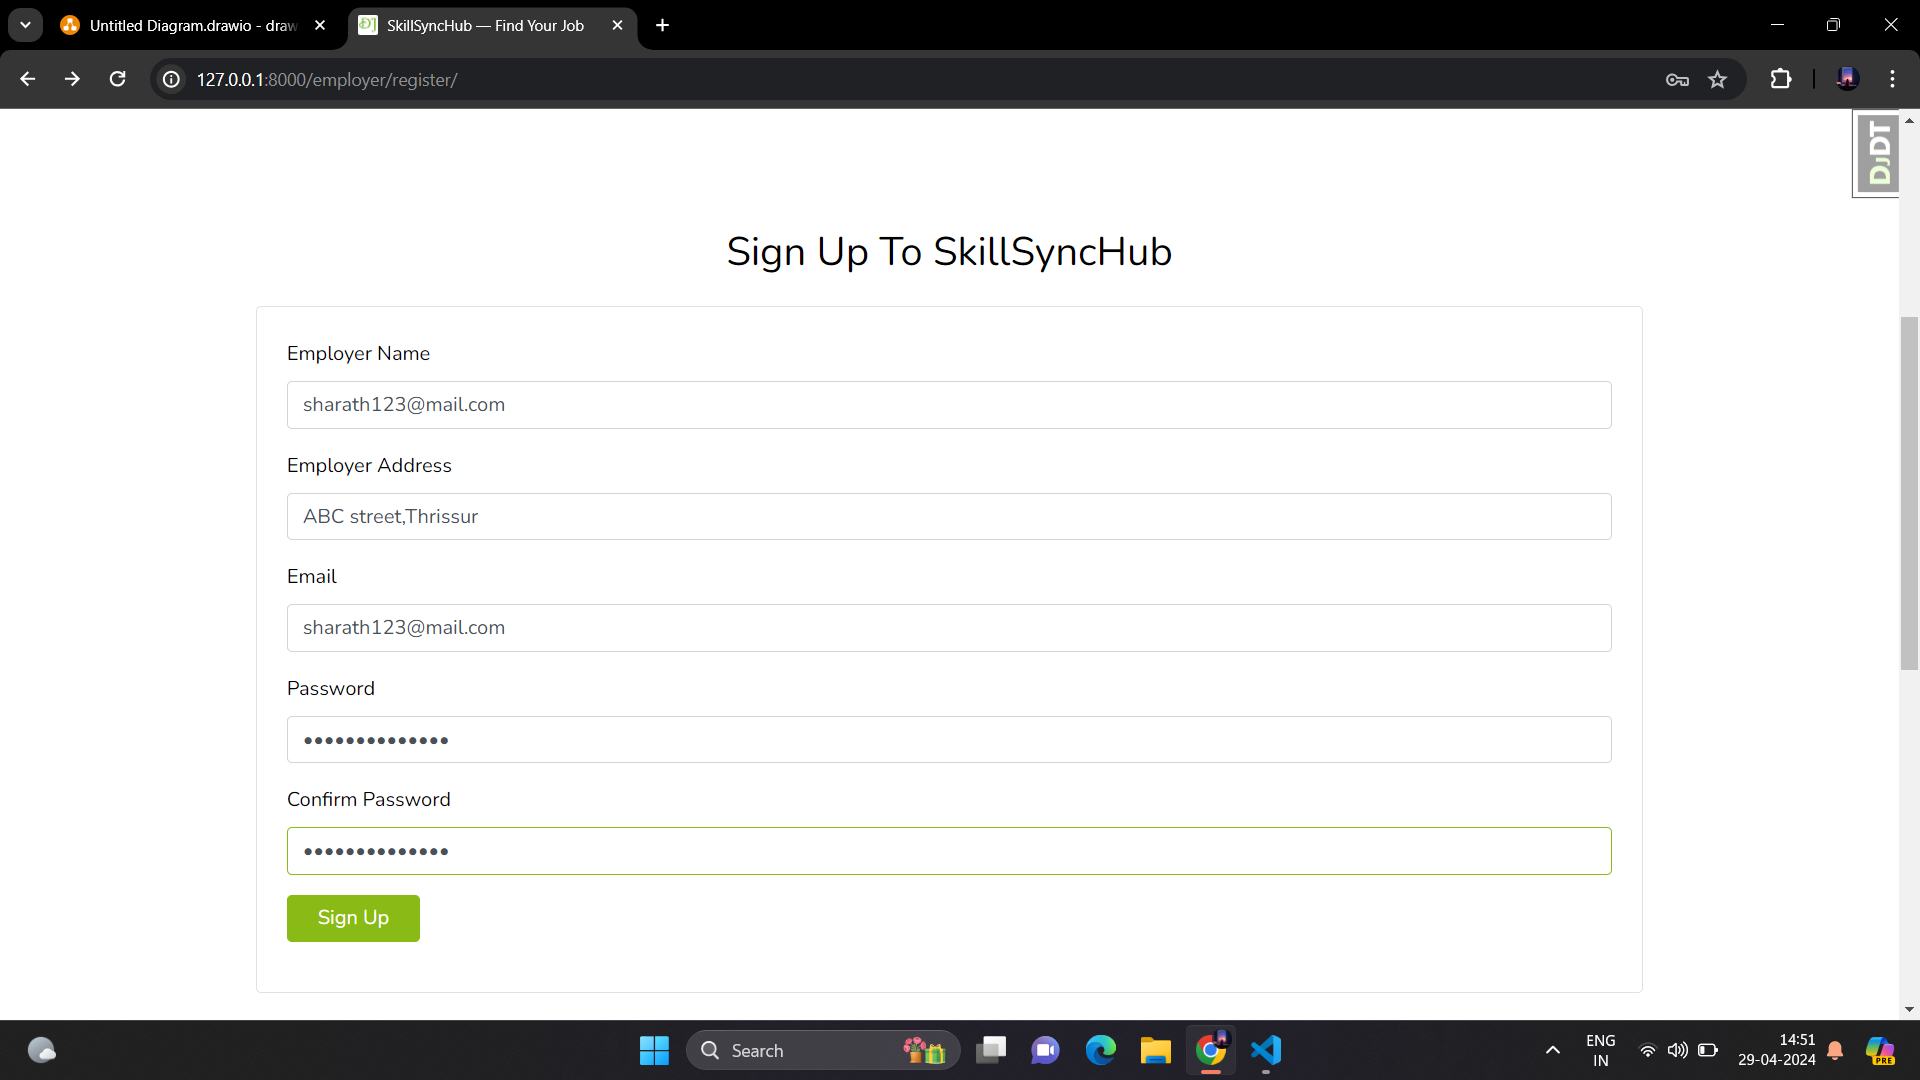 Untitled Diagram.drawio - draw
SkillSyncHub — Find Your Job
127.0.0.1:8000/employer/register/
DJDT
Sign Up To SkillSyncHub
Employer Name
sharath123@mail.com
Employer Address
ABC street,Thrissur
Email
sharath123@mail.com
Password
••••••••••••••
Confirm Password
••••••••••••••
Sign Up
Search
ENG
IN
14:51
29-04-2024
PRE